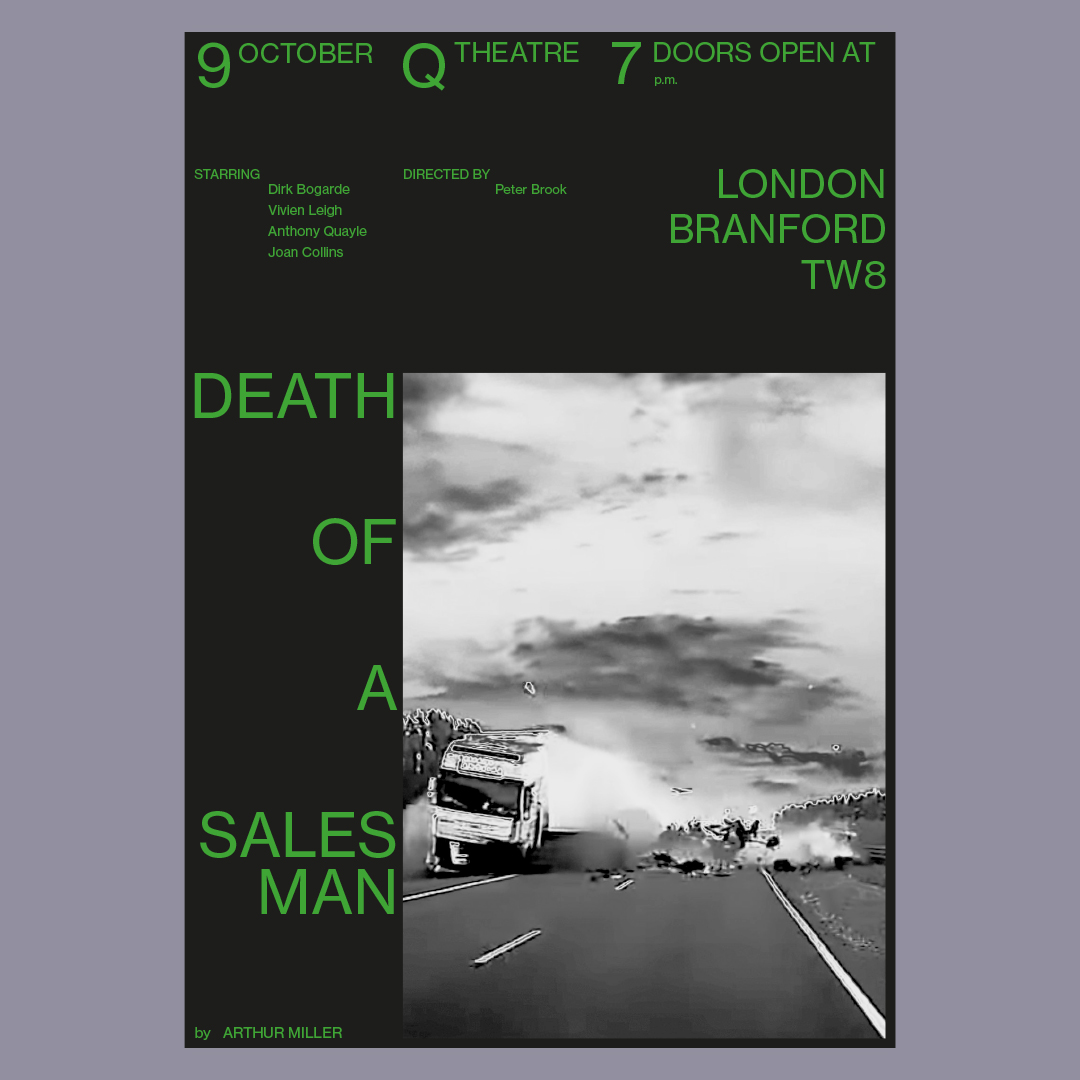 9 OCTOBER
Q THEATRE
7 DOORS OPEN AT
p.m.
STARRING
Dirk Bogarde
Vivien Leigh
Anthony Quayle
Joan Collins
DIRECTED BY
Peter Brook
LONDON
BRANFORD
TW8
DEATH
OF
A
SALES
MAN
by ARTHUR MILLER